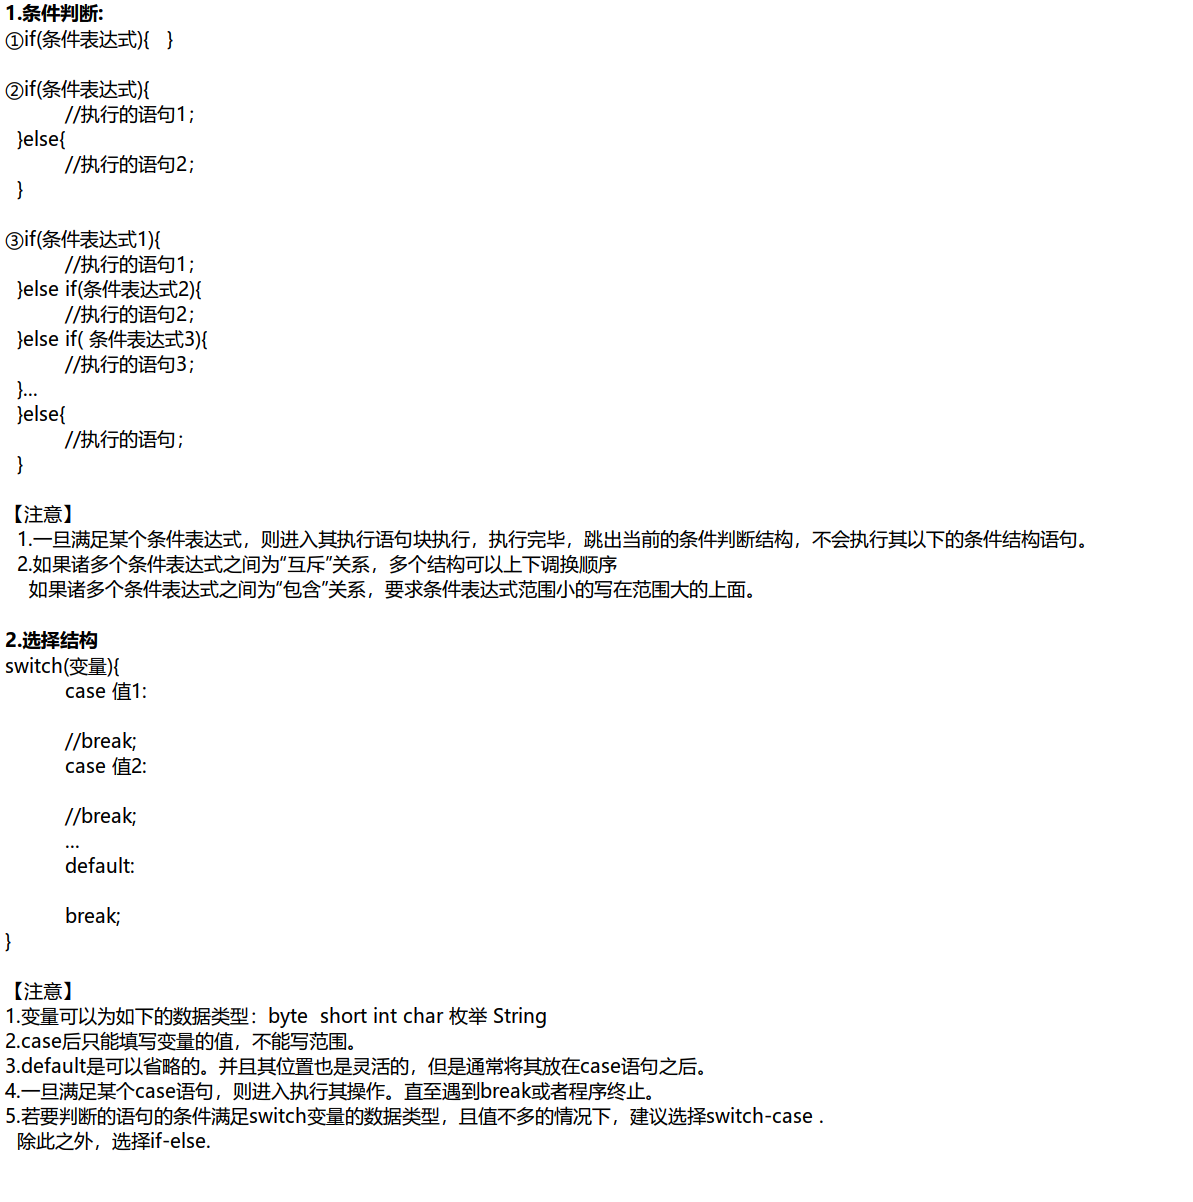 1.条件判断:
①if(条件表达式){   }
②if(条件表达式){
//执行的语句1；
}else{
//执行的语句2；
}
③if(条件表达式1){
//执行的语句1；
}else if(条件表达式2){
//执行的语句2；
}else if( 条件表达式3){
//执行的语句3；
}...
}else{
//执行的语句；
}
【注意】
1.一旦满足某个条件表达式，则进入其执行语句块执行，执行完毕，跳出当前的条件判断结构，不会执行其以下的条件结构语句。
2.如果诸多个条件表达式之间为“互斥”关系，多个结构可以上下调换顺序
如果诸多个条件表达式之间为“包含”关系，要求条件表达式范围小的写在范围大的上面。
2.选择结构
switch(变量){
case 值1:
//break;
case 值2:
//break;
...
default:
break;
}
【注意】
1.变量可以为如下的数据类型：byte  short int char 枚举 String
2.case后只能填写变量的值，不能写范围。
3.default是可以省略的。并且其位置也是灵活的，但是通常将其放在case语句之后。
4.一旦满足某个case语句，则进入执行其操作。直至遇到break或者程序终止。
5.若要判断的语句的条件满足switch变量的数据类型，且值不多的情况下，建议选择switch-case .
除此之外，选择if-else.